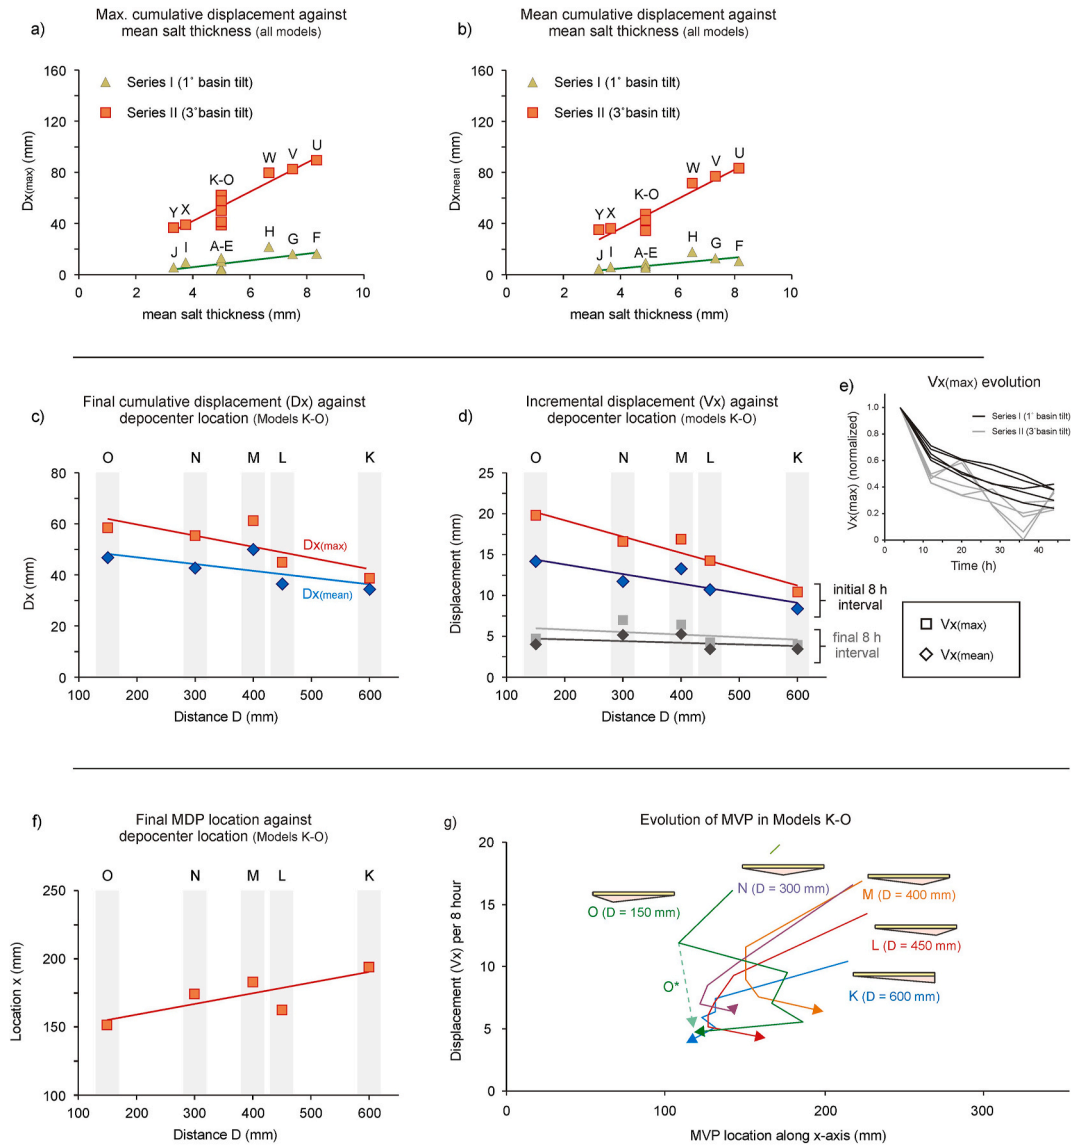 a)
Max. cumulative displacement against
mean salt thickness (all models)
Dx(max) (mm)
160
120
80
40
0
Series I (1° basin tilt)
Series II (3°basin tilt)
Y
X
K-O
W
V
U
J
I
A-E
H
G
F
0
2
4
6
8
10
mean salt thickness (mm)
b)
Mean cumulative displacement against
mean salt thickness (all models)
Dxmean (mm)
160
120
80
40
0
Series I (1° basin tilt)
Series II (3°basin tilt)
Y
X
K-O
W
V
U
J
I
A-E
H
G
F
0
2
4
6
8
10
mean salt thickness (mm)
c)
Final cumulative displacement (Dx) against
depocenter location (Models K-O)
O
N
M
L
K
Dx (mm)
80
60
40
20
0
Dx(max)
Dx(mean)
100
200
300
400
500
600
Distance D (mm)
d)
Incremental displacement (Vx) against
depocenter location (models K-O)
O
N
M
L
K
Displacement (mm)
25
20
15
10
5
0
initial 8 h
interval
final 8 h
interval
100
200
300
400
500
600
Distance D (mm)
e)
Vx(max) evolution
Vx(max) (normalized)
1.0
0.8
0.6
0.4
0.2
0
Series I (1° basin tilt)
Series II (3°basin tilt)
0
10
20
30
40
Time (h)
Vx(max)
Vx(mean)
f)
Final MDP location against
depocenter location (Models K-O)
O
N
M
L
K
Location x (mm)
250
200
150
100
100
200
300
400
500
600
Distance D (mm)
g)
Evolution of MVP in Models K-O
Displacement (Vx) per 8 hour
20
15
10
5
0
O (D = 150 mm)
N (D = 300 mm)
M (D = 400 mm)
L (D = 450 mm)
K (D = 600 mm)
O*
0
100
200
300
MVP location along x-axis (mm)